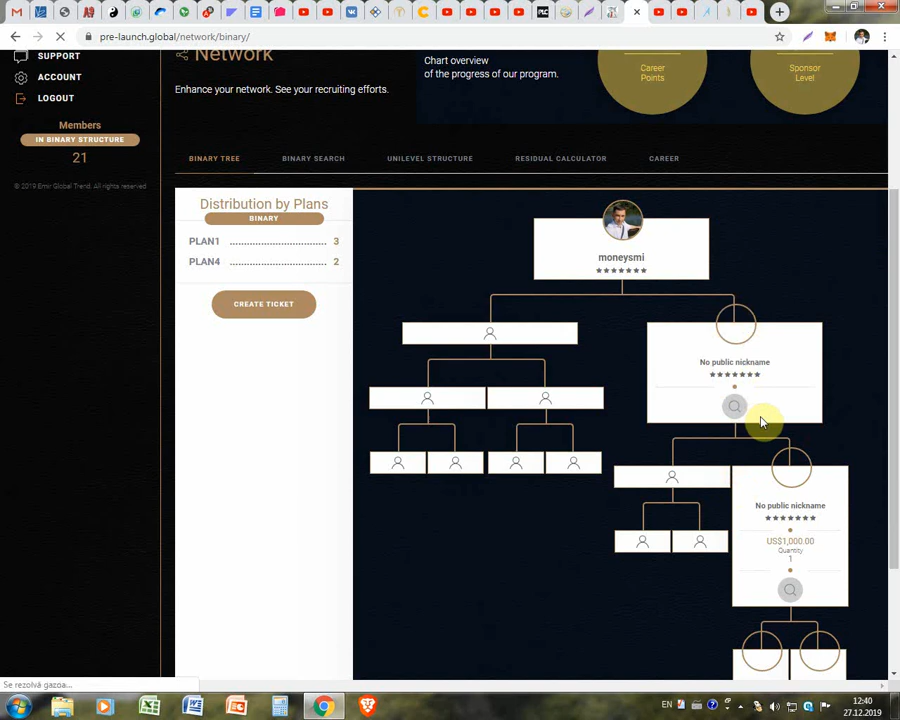 pre-launch.global/network/binary/
SUPPORT
ACCOUNT
LOGOUT
Members
IN BINARY STRUCTURE
21
© 2019 Emir Global Trend. All rights reserved
Network
Enhance your network. See your recruiting efforts.
Chart overview
of the progress of our program.
Career
Points
Sponsor
Level
BINARY TREE
BINARY SEARCH
UNILEVEL STRUCTURE
RESIDUAL CALCULATOR
CAREER
Distribution by Plans
BINARY
PLAN1 3
PLAN4 2
CREATE TICKET
moneysmi
No public nickname
No public nickname
US$1,000.00
Quantity
1
Se rezolvă gazda...
EN
12:40
27.12.2019